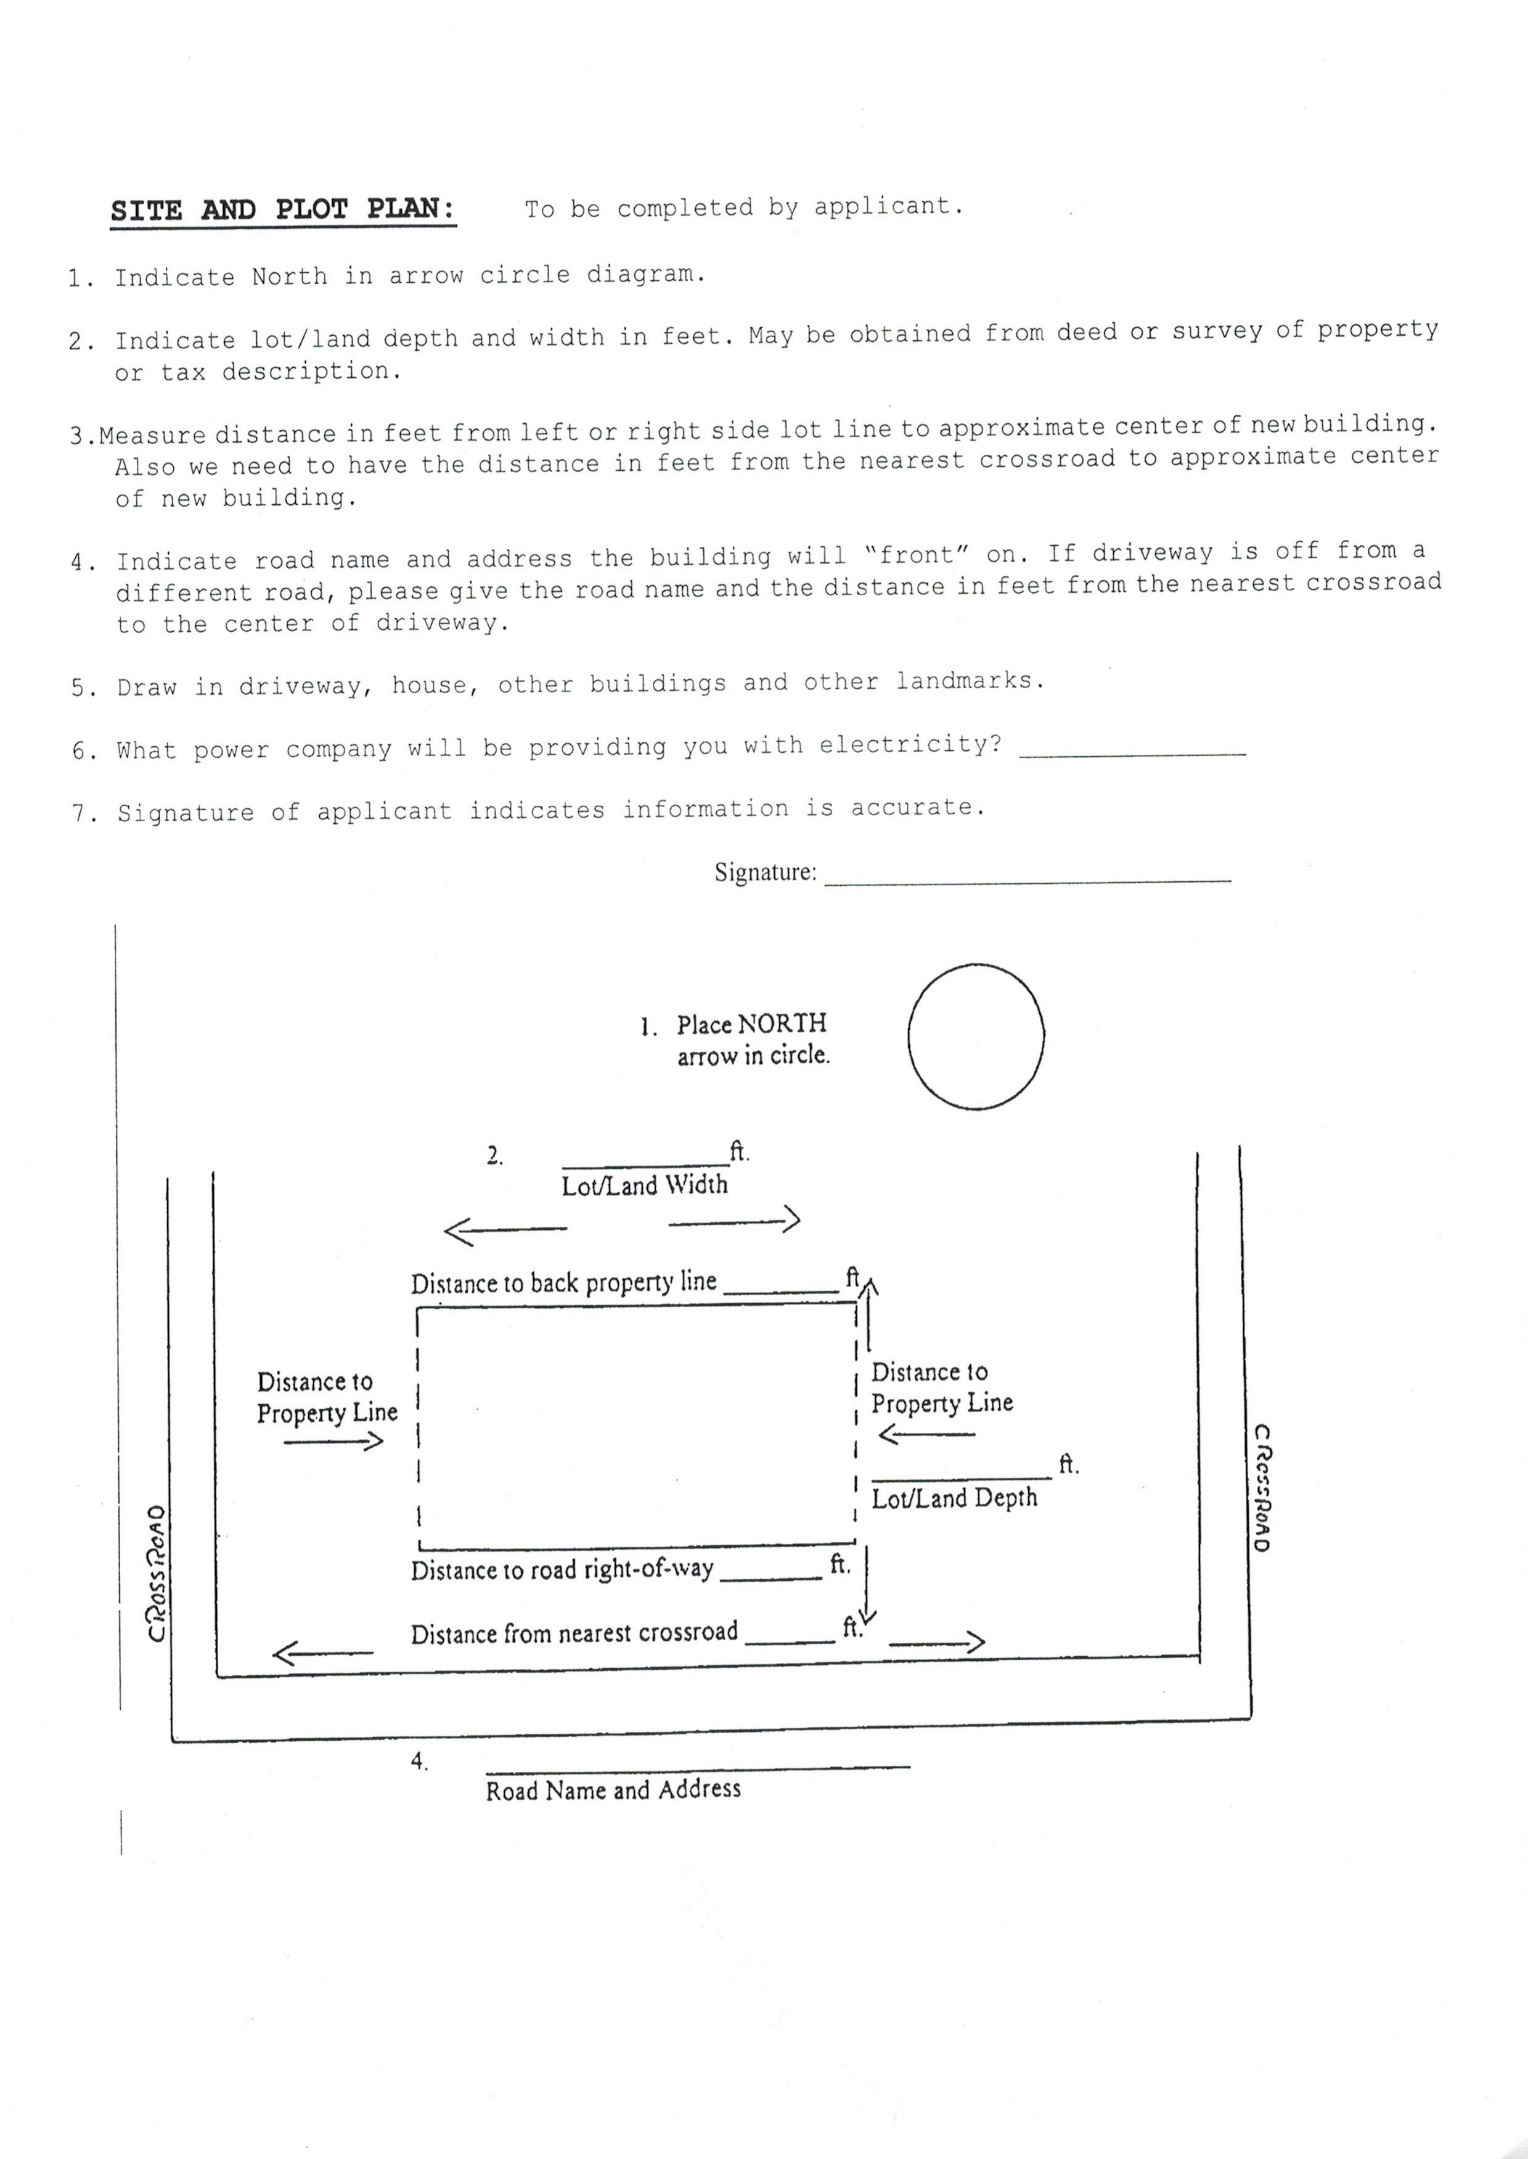 SITE AND PLOT PLAN: To be completed by applicant.
1. Indicate North in arrow circle diagram.
2. Indicate lot/land depth and width in feet. May be obtained from deed or survey of property
or tax description.
3.Measure distance in feet from left or right side lot line to approximate center of new building.
Also we need to have the distance in feet from the nearest crossroad to approximate center
of new building.
4. Indicate road name and address the building will “front” on. If driveway is off from a
different road, please give the road name and the distance in feet from the nearest crossroad
to the center of driveway.
5. Draw in driveway, house, other buildings and other landmarks.
6. What power company will be providing you with electricity? ______________
7. Signature of applicant indicates information is accurate.
Signature: ______________
1. Place NORTH
arrow in circle.
2. __________ ft.
Lot/Land Width
Distance to back property line ________ ft.
Distance to
Property Line
Distance to
Property Line
__________ ft.
Lot/Land Depth
CROSSROAD
CROSSROAD
Distance to road right-of-way ________ ft.
Distance from nearest crossroad ______ ft.
4. ______________
Road Name and Address